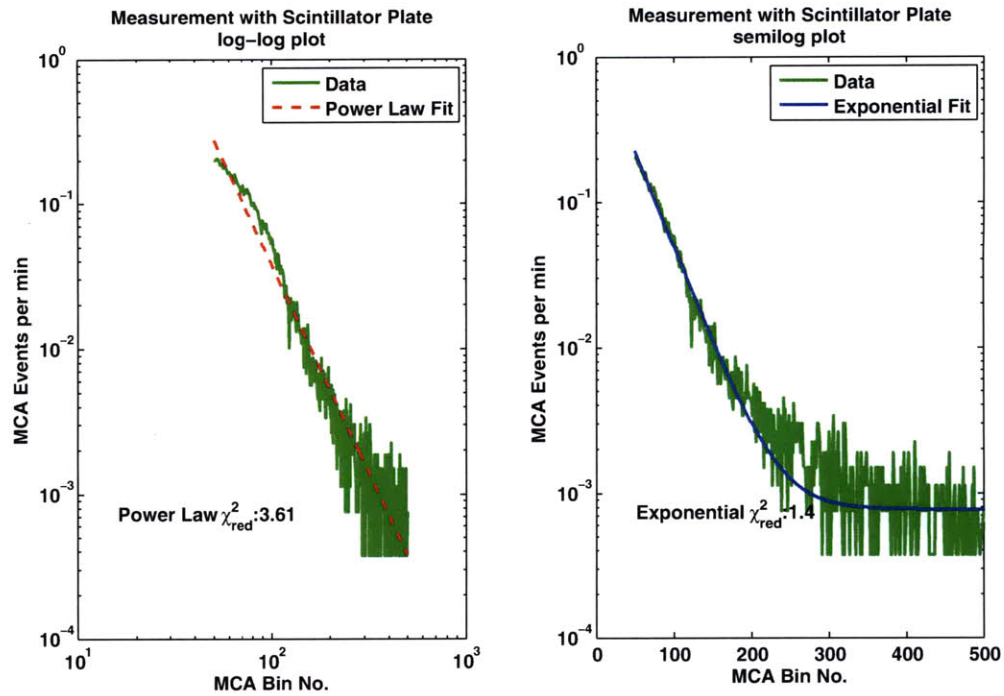 Measurement with Scintillator Plate
log–log plot
10^0
10^-1
10^-2
10^-3
10^-4
MCA Events per min
Data
Power Law Fit
Power Law χ²red:3.61
10^1
10^2
10^3
MCA Bin No.
Measurement with Scintillator Plate
semilog plot
10^0
10^-1
10^-2
10^-3
10^-4
MCA Events per min
Data
Exponential Fit
Exponential χ²red:1.4
0
100
200
300
400
500
MCA Bin No.